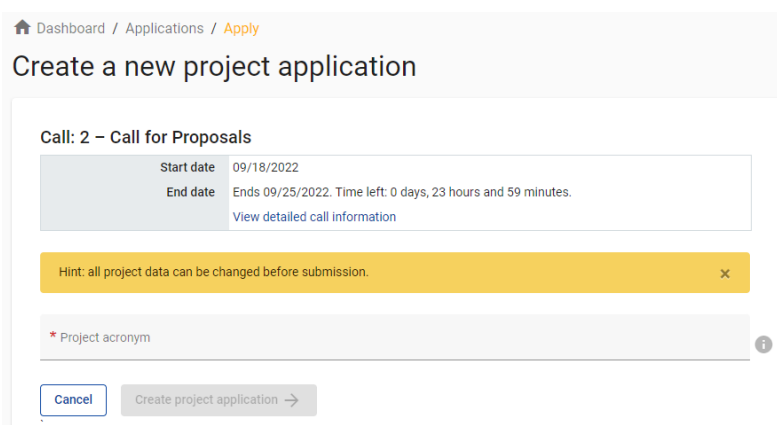 Dashboard / Applications / Apply
Create a new project application
Call: 2 – Call for Proposals
Start date 09/18/2022
End date Ends 09/25/2022. Time left: 0 days, 23 hours and 59 minutes.
View detailed call information
Hint: all project data can be changed before submission. ×
* Project acronym
i
Cancel Create project application →